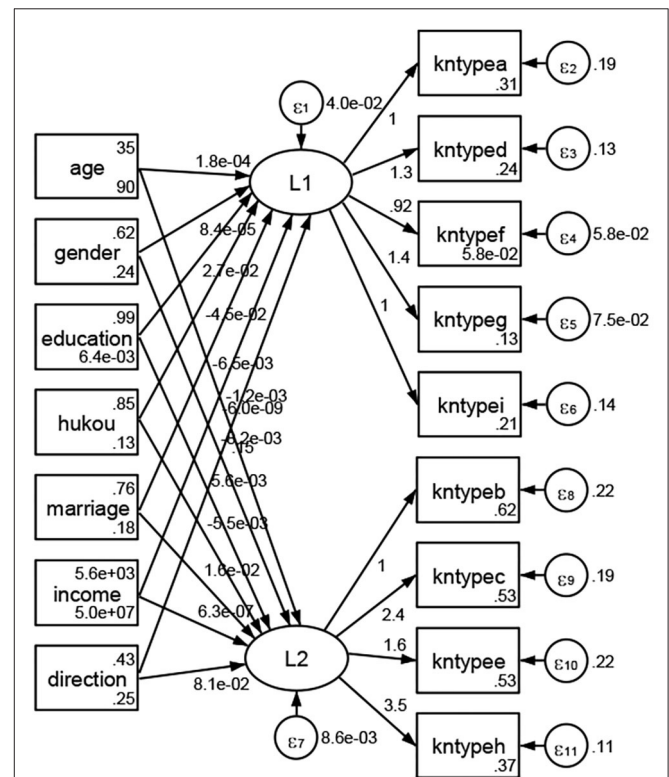 35
age
90
.62
gender
.24
.99
education
6.4e-03
.85
hukou
.13
.76
marriage
.18
5.6e+03
income
5.0e+07
.43
direction
.25
ε1
4.0e-02
L1
1.8e-04
8.4e-05
2.7e-02
-4.5e-02
-6.5e-03
-1.2e-03
-6.0e-09
-8.2e-03
.15
5.6e-03
-5.5e-03
1.6e-02
6.3e-07
8.1e-02
L2
ε7
8.6e-03
1
1.3
.92
1.4
1
kntypea
.31
ε2
.19
kntyped
.24
ε3
.13
kntypef
5.8e-02
ε4
5.8e-02
kntypeg
.13
ε5
7.5e-02
kntypei
.21
ε6
.14
1
2.4
1.6
3.5
kntypeb
.62
ε8
.22
kntypec
.53
ε9
.19
kntypee
.53
ε10
.22
kntypeh
.37
ε11
.11